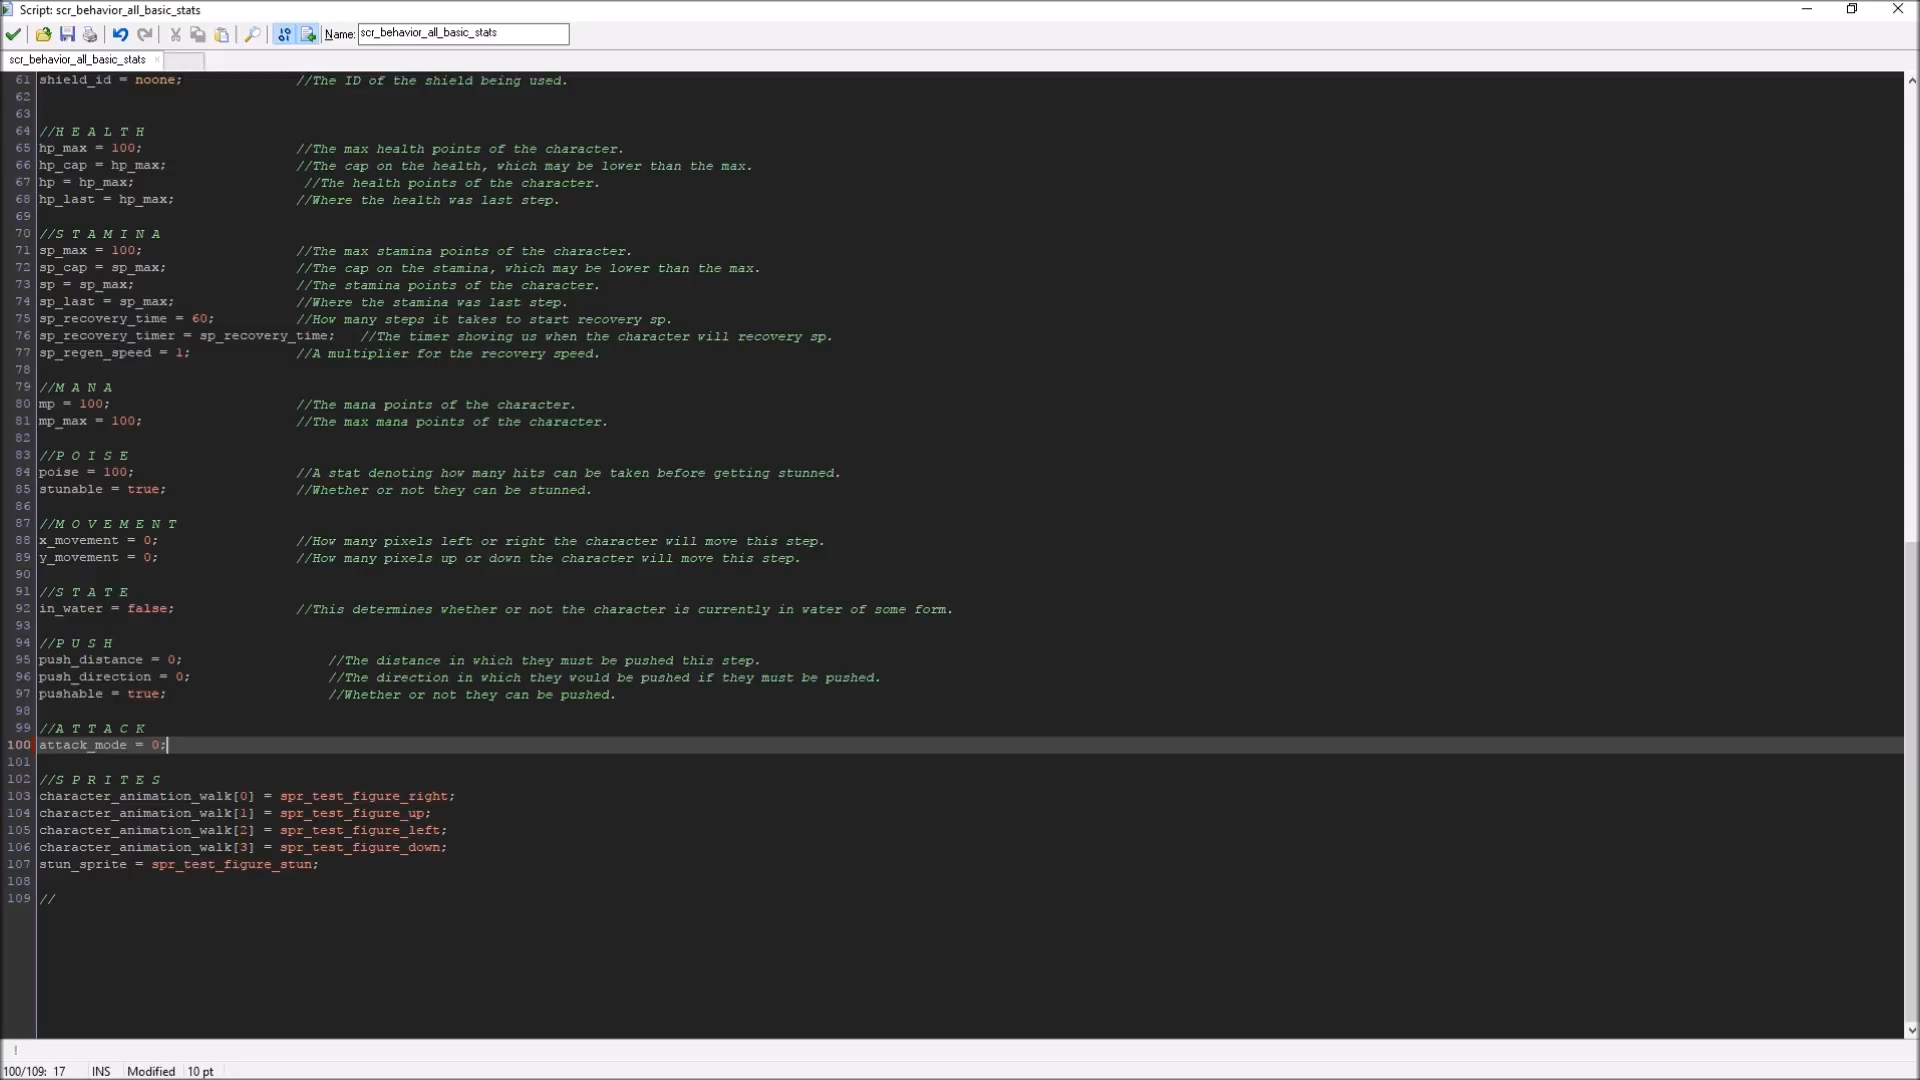 Script: scr_behavior_all_basic_stats
Name: scr_behavior_all_basic_stats
scr_behavior_all_basic_stats
61 shield_id = noone; //The ID of the shield being used.
62
63
64 //H E A L T H
65 hp_max = 100; //The max health points of the character.
66 hp_cap = hp_max; //The cap on the health, which may be lower than the max.
67 hp = hp_max; //The health points of the character.
68 hp_last = hp_max; //Where the health was last step.
69
70 //S T A M I N A
71 sp_max = 100; //The max stamina points of the character.
72 sp_cap = sp_max; //The cap on the stamina, which may be lower than the max.
73 sp = sp_max; //The stamina points of the character.
74 sp_last = sp_max; //Where the stamina was last step.
75 sp_recovery_time = 60; //How many steps it takes to start recovery sp.
76 sp_recovery_timer = sp_recovery_time; //The timer showing us when the character will recovery sp.
77 sp_regen_speed = 1; //A multiplier for the recovery speed.
78
79 //M A N A
80 mp = 100; //The mana points of the character.
81 mp_max = 100; //The max mana points of the character.
82
83 //P O I S E
84 poise = 100; //A stat denoting how many hits can be taken before getting stunned.
85 stunable = true; //Whether or not they can be stunned.
86
87 //M O V E M E N T
88 x_movement = 0; //How many pixels left or right the character will move this step.
89 y_movement = 0; //How many pixels up or down the character will move this step.
90
91 //S T A T E
92 in_water = false; //This determines whether or not the character is currently in water of some form.
93
94 //P U S H
95 push_distance = 0; //The distance in which they must be pushed this step.
96 push_direction = 0; //The direction in which they would be pushed if they must be pushed.
97 pushable = true; //Whether or not they can be pushed.
98
99 //A T T A C K
100 attack_mode = 0;
101
102 //S P R I T E S
103 character_animation_walk[0] = spr_test_figure_right;
104 character_animation_walk[1] = spr_test_figure_up;
105 character_animation_walk[2] = spr_test_figure_left;
106 character_animation_walk[3] = spr_test_figure_down;
107 stun_sprite = spr_test_figure_stun;
108
109 //
100/109: 17 INS Modified 10 pt